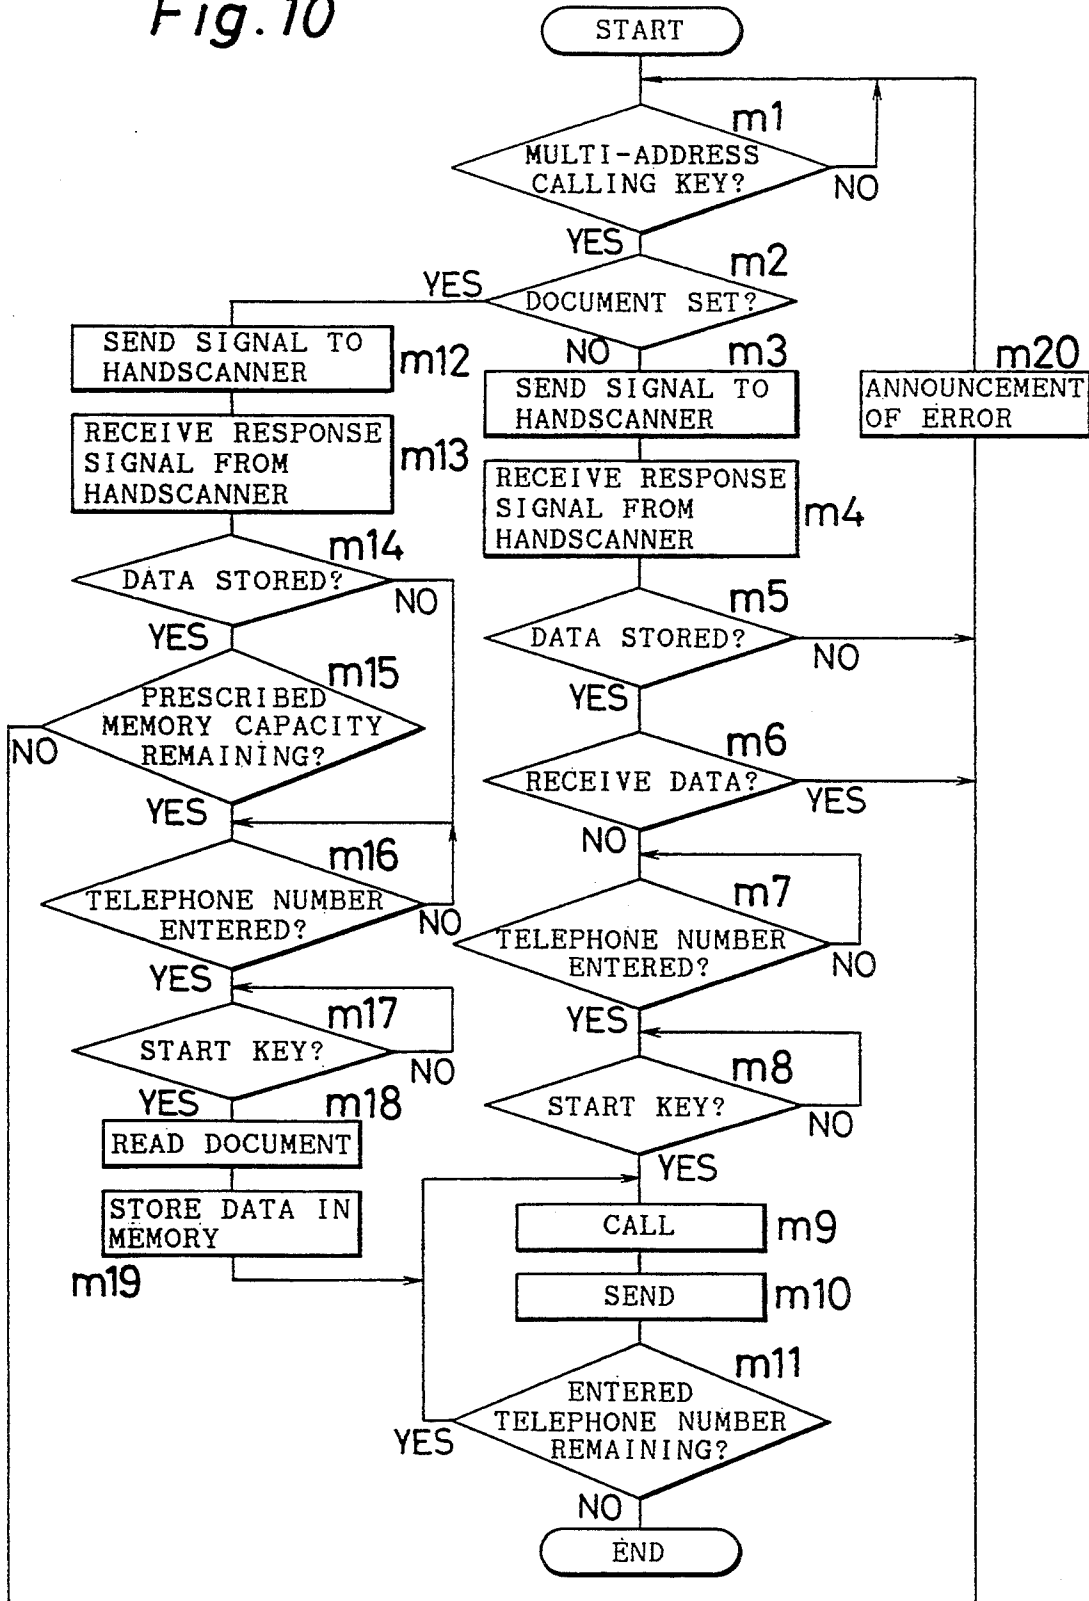 Fig. 10
START
m1
MULTI-ADDRESS
CALLING KEY?
NO
YES
m2
YES
DOCUMENT SET?
NO
m3
SEND SIGNAL TO
HANDSCANNER
m12
SEND SIGNAL TO
HANDSCANNER
m20
ANNOUNCEMENT
OF ERROR
RECEIVE RESPONSE
SIGNAL FROM
HANDSCANNER
m13
RECEIVE RESPONSE
SIGNAL FROM
HANDSCANNER
m4
m14
DATA STORED?
NO
YES
m5
DATA STORED?
NO
YES
m15
PRESCRIBED
MEMORY CAPACITY
REMAINING?
NO
YES
m6
RECEIVE DATA?
YES
NO
m16
TELEPHONE NUMBER
ENTERED?
NO
YES
m7
TELEPHONE NUMBER
ENTERED?
NO
YES
m17
START KEY?
NO
YES
m8
START KEY?
NO
YES
m18
READ DOCUMENT
STORE DATA IN
MEMORY
m19
CALL
m9
SEND
m10
m11
ENTERED
TELEPHONE NUMBER
REMAINING?
YES
NO
END